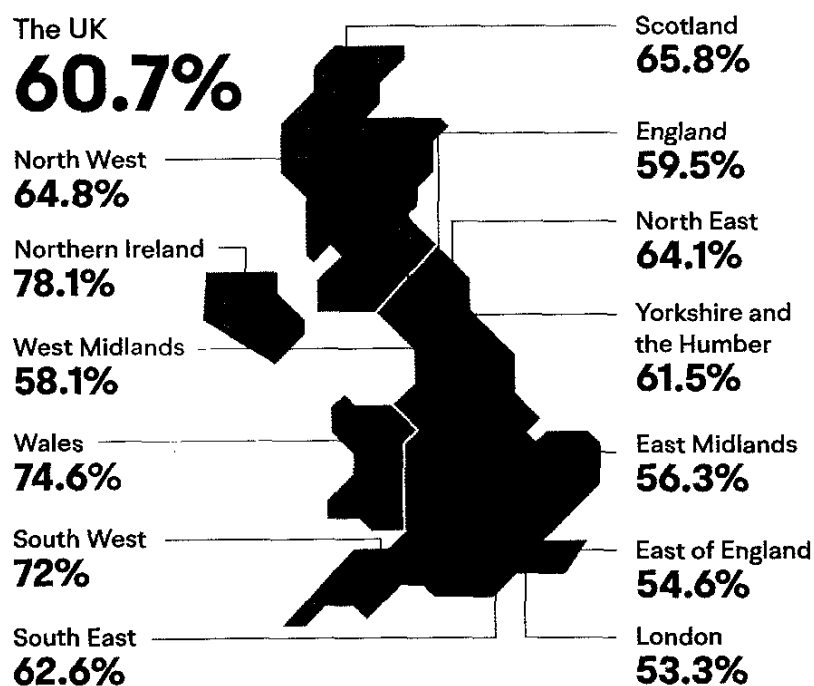 The UK
60.7%
North West
64.8%
Northern Ireland
78.1%
West Midlands
58.1%
Wales
74.6%
South West
72%
South East
62.6%
Scotland
65.8%
England
59.5%
North East
64.1%
Yorkshire and
the Humber
61.5%
East Midlands
56.3%
East of England
54.6%
London
53.3%